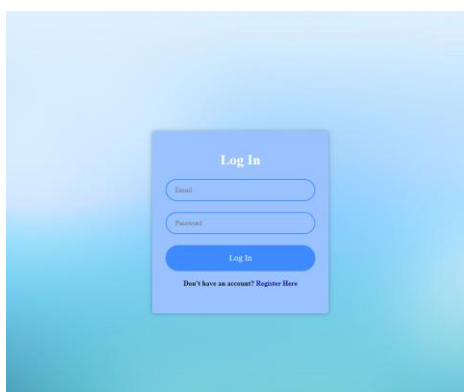 Log In
Email
Password
Log In
Don't have an account? Register Here